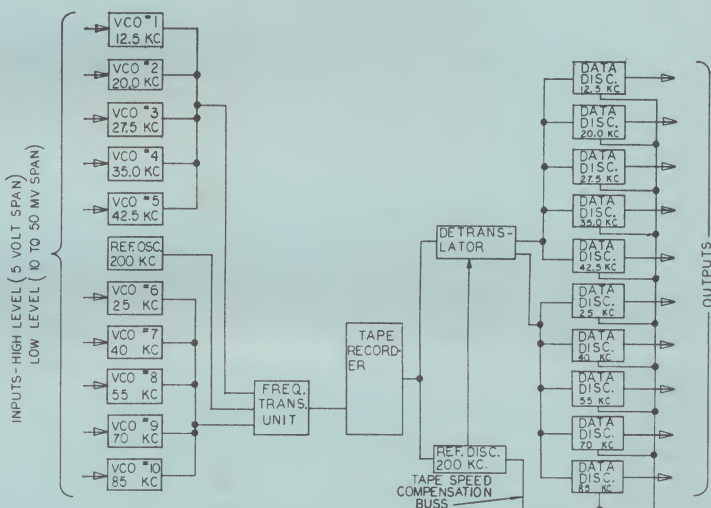 INPUTS-HIGH LEVEL (5 VOLT SPAN)
LOW LEVEL (10 TO 50 MV SPAN)
VCO #1
12.5 KC
VCO #2
20.0 KC
VCO #3
27.5 KC
VCO #4
35.0 KC
VCO #5
42.5 KC
REF. OSC.
200 KC
VCO #6
25 KC
VCO #7
40 KC
VCO #8
55 KC
VCO #9
70 KC
VCO #10
85 KC
FREQ.
TRANS.
UNIT
TAPE
RECORD-
ER
DETRANS-
LATOR
REF. DISC.
200 KC.
TAPE SPEED
COMPENSATION
BUSS
DATA
DISC.
12.5 KC
DATA
DISC.
20.0 KC
DATA
DISC.
27.5 KC
DATA
DISC.
35.0 KC
DATA
DISC.
42.5 KC
DATA
DISC.
25 KC
DATA
DISC.
40 KC
DATA
DISC.
55 KC
DATA
DISC.
70 KC
DATA
DISC.
85 KC
OUTPUTS